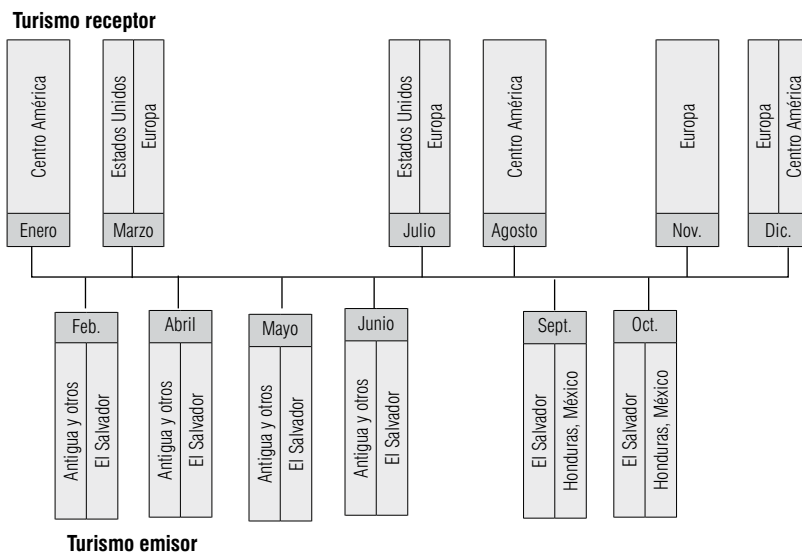 Turismo receptor
Centro América
Estados Unidos
Europa
Estados Unidos
Europa
Centro América
Europa
Europa
Centro América
Enero
Marzo
Julio
Agosto
Nov.
Dic.
Feb.
Abril
Mayo
Junio
Sept.
Oct.
Antigua y otros
El Salvador
Antigua y otros
El Salvador
Antigua y otros
El Salvador
Antigua y otros
El Salvador
El Salvador
Honduras, México
El Salvador
Honduras, México
Turismo emisor